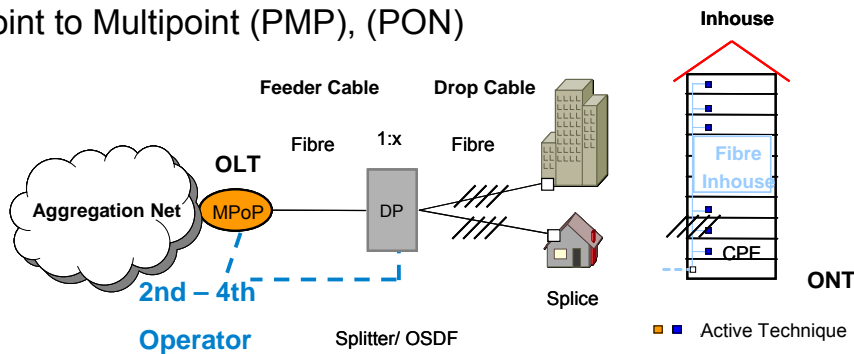 oint to Multipoint (PMP), (PON)
Inhouse
Feeder Cable
Drop Cable
Fibre
1:x
Fibre
OLT
Aggregation Net
MPoP
DP
Fibre
Inhouse
CPE
ONT
2nd – 4th
Operator
Splice
Splitter/ OSDF
Active Technique